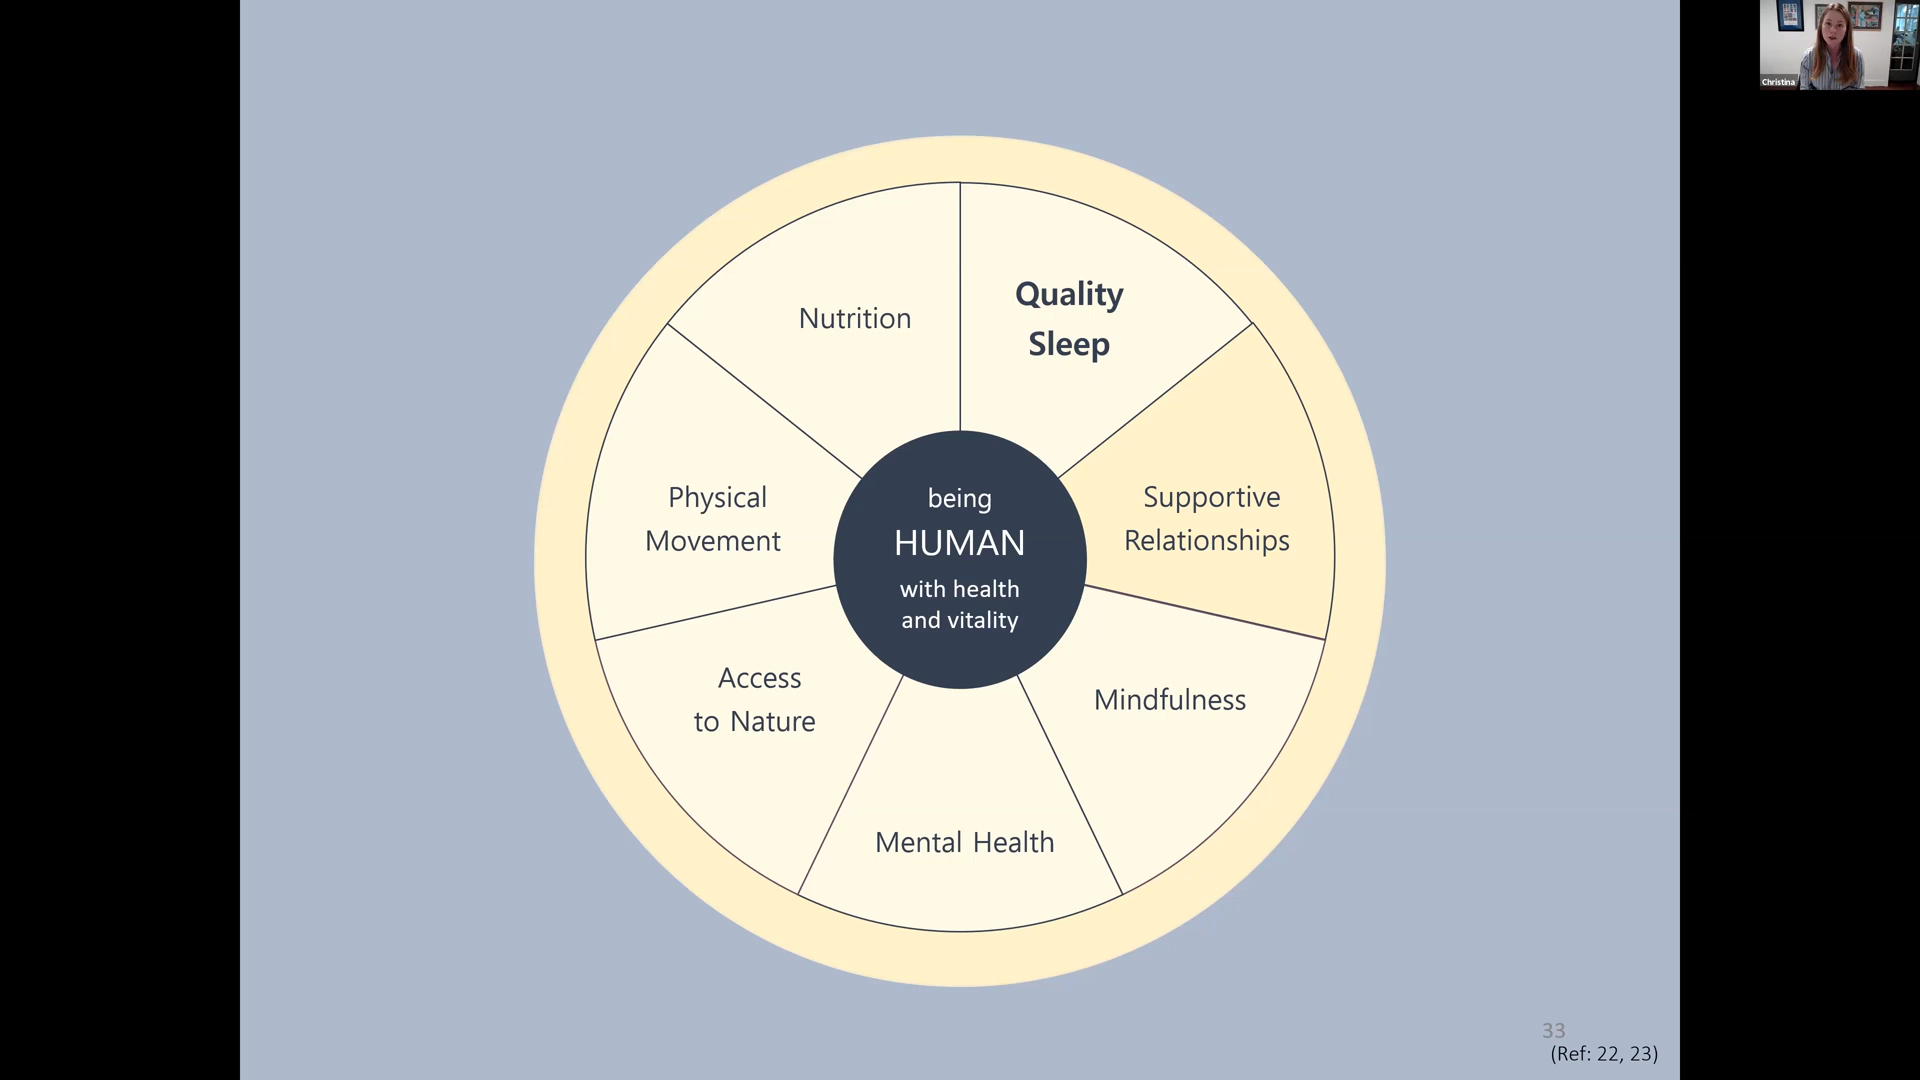 Christina
Nutrition
Quality
Sleep
Physical
Movement
being
HUMAN
with health
and vitality
Supportive
Relationships
Access
to Nature
Mindfulness
Mental Health
33
(Ref: 22, 23)